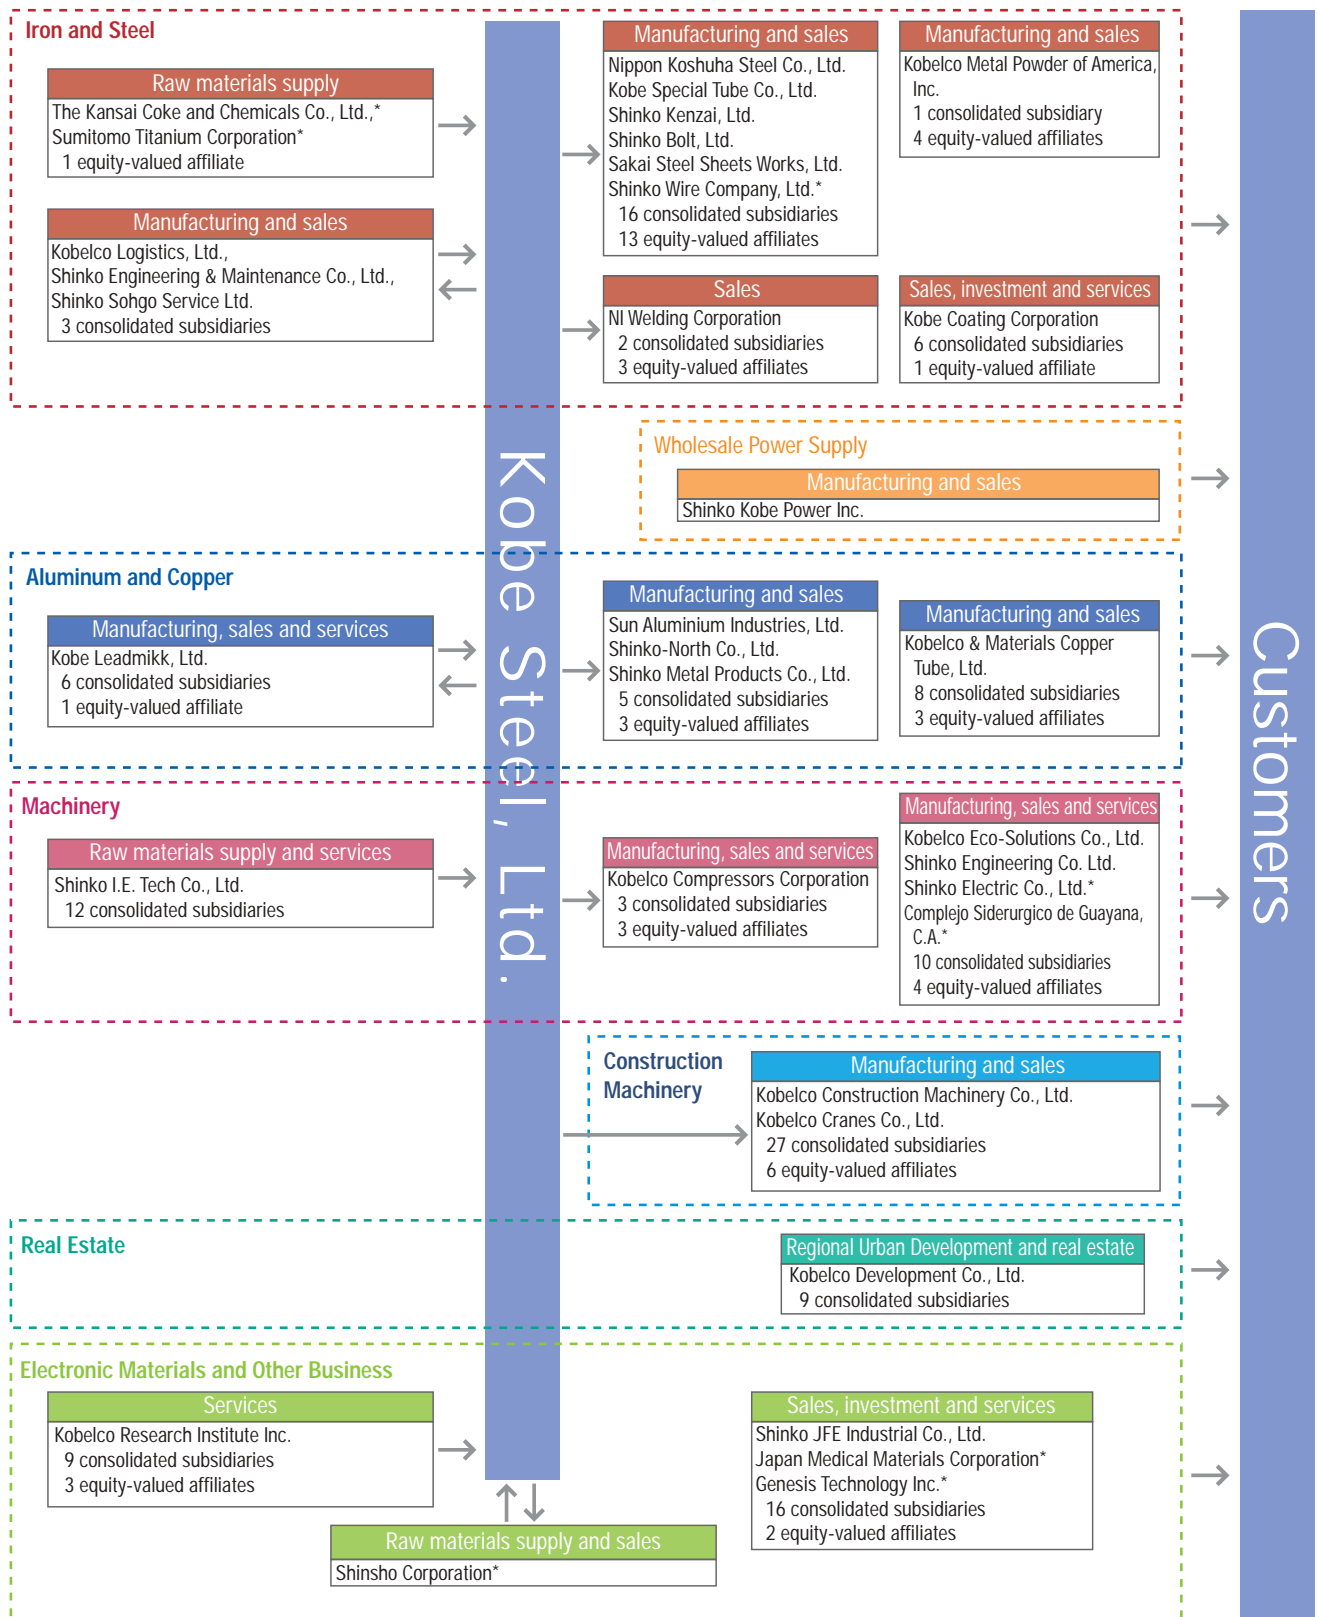 Iron and Steel
Raw materials supply
The Kansai Coke and Chemicals Co., Ltd.,*
Sumitomo Titanium Corporation*
1 equity-valued affiliate
Manufacturing and sales
Kobelco Logistics, Ltd.,
Shinko Engineering & Maintenance Co., Ltd.,
Shinko Sohgo Service Ltd.
3 consolidated subsidiaries
Manufacturing and sales
Nippon Koshuha Steel Co., Ltd.
Kobe Special Tube Co., Ltd.
Shinko Kenzai, Ltd.
Shinko Bolt, Ltd.
Sakai Steel Sheets Works, Ltd.
Shinko Wire Company, Ltd.*
16 consolidated subsidiaries
13 equity-valued affiliates
Manufacturing and sales
Kobelco Metal Powder of America,
Inc.
1 consolidated subsidiary
4 equity-valued affiliates
Sales
NI Welding Corporation
2 consolidated subsidiaries
3 equity-valued affiliates
Sales, investment and services
Kobe Coating Corporation
6 consolidated subsidiaries
1 equity-valued affiliate
Wholesale Power Supply
Manufacturing and sales
Shinko Kobe Power Inc.
Kobe Steel, Ltd.
Customers
Aluminum and Copper
Manufacturing, sales and services
Kobe Leadmikk, Ltd.
6 consolidated subsidiaries
1 equity-valued affiliate
Manufacturing and sales
Sun Aluminium Industries, Ltd.
Shinko-North Co., Ltd.
Shinko Metal Products Co., Ltd.
5 consolidated subsidiaries
3 equity-valued affiliates
Manufacturing and sales
Kobelco & Materials Copper
Tube, Ltd.
8 consolidated subsidiaries
3 equity-valued affiliates
Machinery
Raw materials supply and services
Shinko I.E. Tech Co., Ltd.
12 consolidated subsidiaries
Manufacturing, sales and services
Kobelco Compressors Corporation
3 consolidated subsidiaries
3 equity-valued affiliates
Manufacturing, sales and services
Kobelco Eco-Solutions Co., Ltd.
Shinko Engineering Co. Ltd.
Shinko Electric Co., Ltd.*
Complejo Siderurgico de Guayana,
C.A.*
10 consolidated subsidiaries
4 equity-valued affiliates
Construction
Machinery
Manufacturing and sales
Kobelco Construction Machinery Co., Ltd.
Kobelco Cranes Co., Ltd.
27 consolidated subsidiaries
6 equity-valued affiliates
Real Estate
Regional Urban Development and real estate
Kobelco Development Co., Ltd.
9 consolidated subsidiaries
Electronic Materials and Other Business
Services
Kobelco Research Institute Inc.
9 consolidated subsidiaries
3 equity-valued affiliates
Sales, investment and services
Shinko JFE Industrial Co., Ltd.
Japan Medical Materials Corporation*
Genesis Technology Inc.*
16 consolidated subsidiaries
2 equity-valued affiliates
Raw materials supply and sales
Shinsho Corporation*